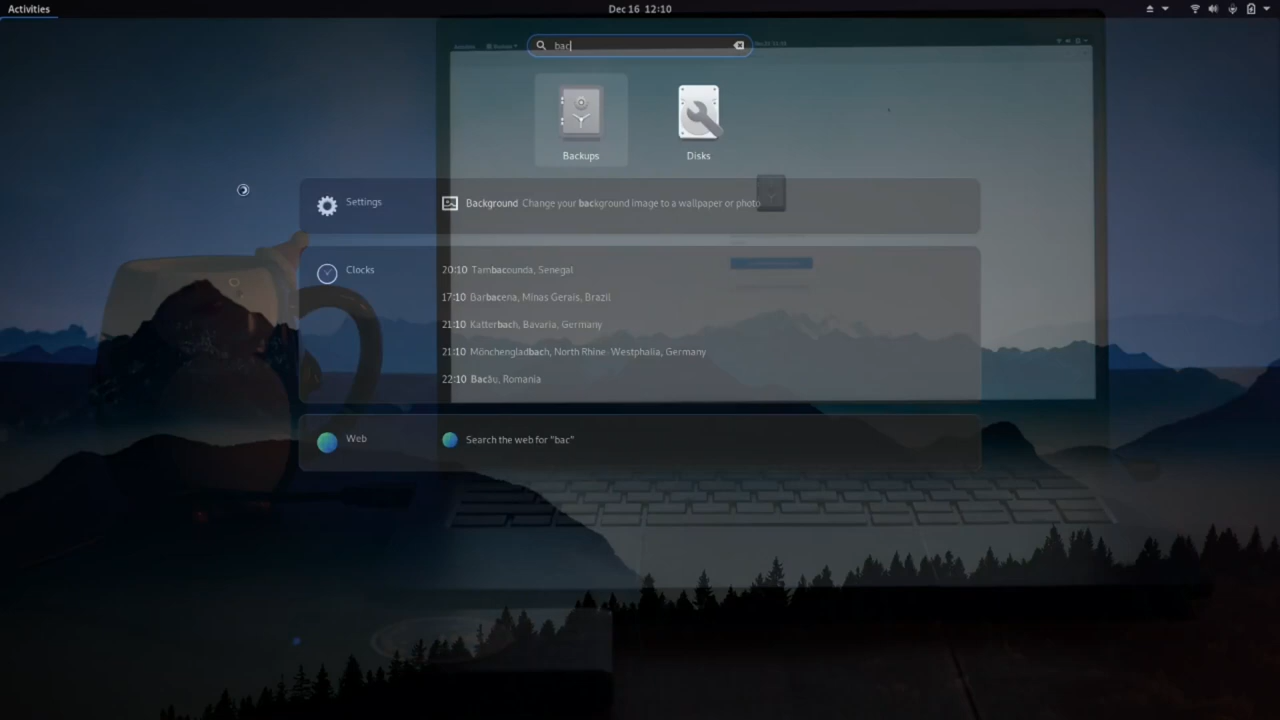 Activities
Dec 16 12:10
bac
Backups
Disks
Settings
Background Change your background image to a wallpaper or photo
Clocks
20:10 Tambacounda, Senegal
17:10 Barbacena, Minas Gerais, Brazil
21:10 Katterbach, Bavaria, Germany
21:10 Mönchengladbach, North Rhine-Westphalia, Germany
22:10 Bacău, Romania
Web
Search the web for "bac"